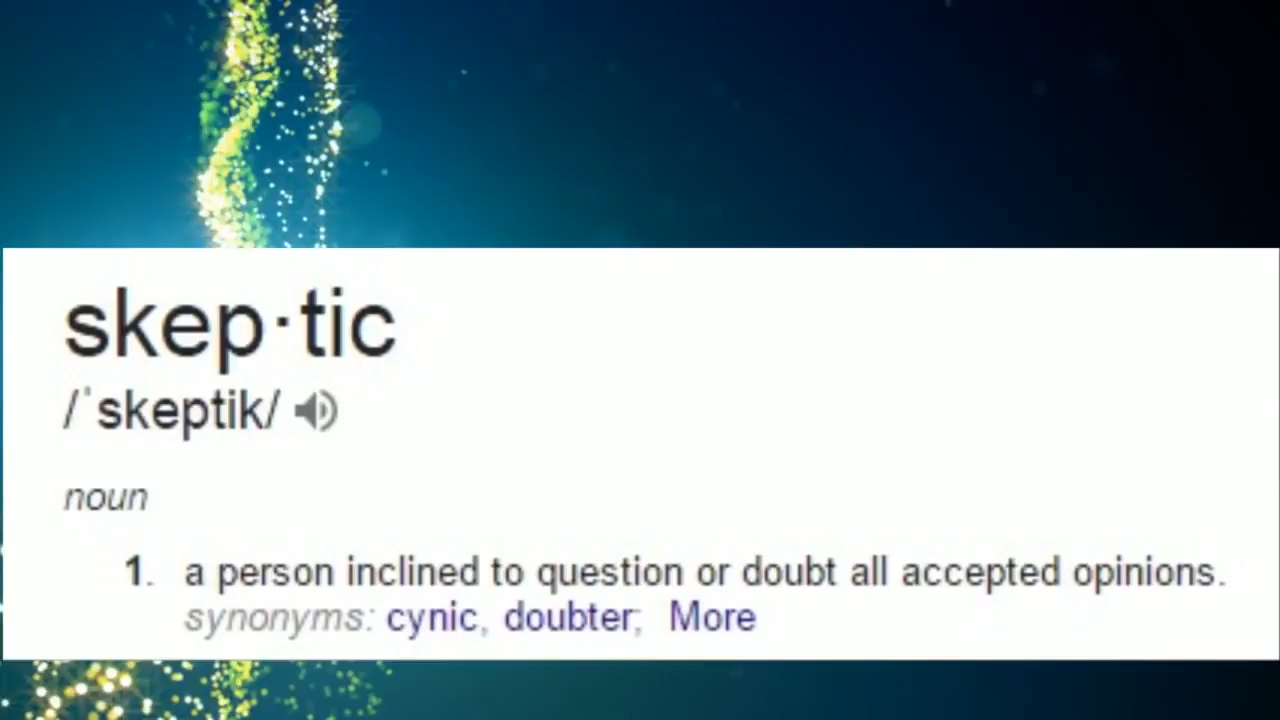 skep·tic
/ˈskeptik/
noun
1. a person inclined to question or doubt all accepted opinions.
synonyms: cynic, doubter; More